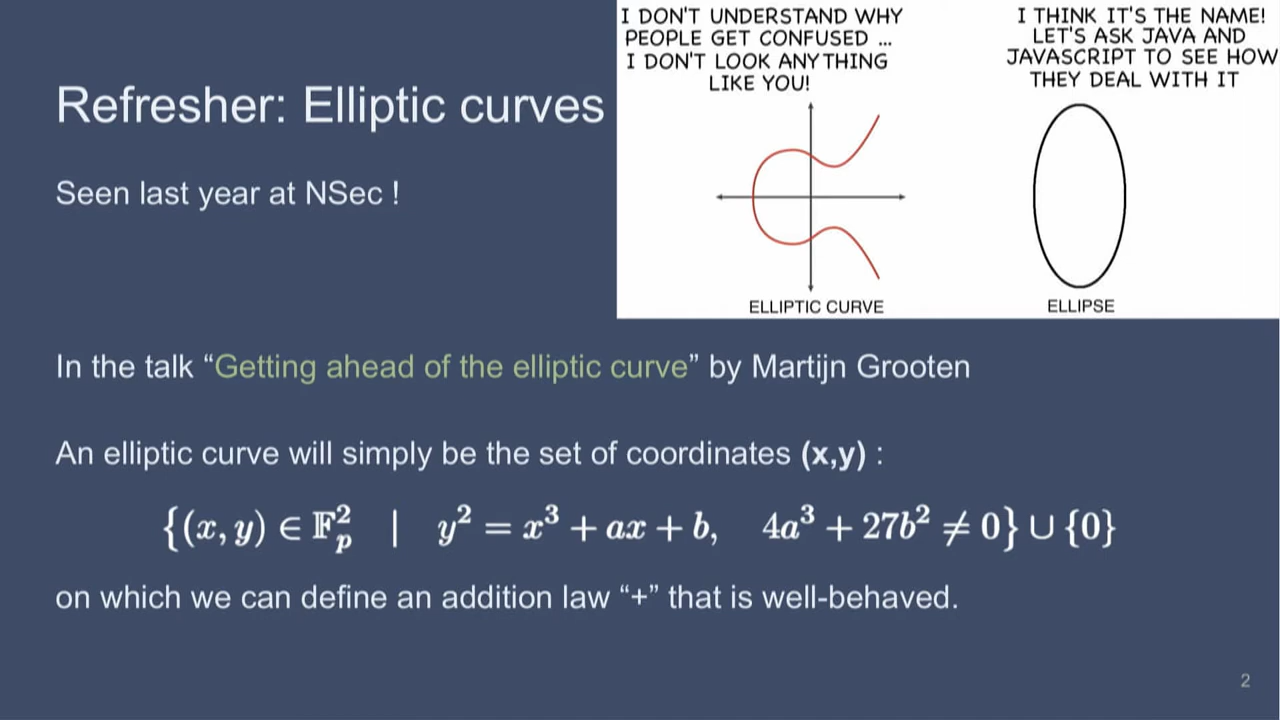 Refresher: Elliptic curves
Seen last year at NSec !
I DON'T UNDERSTAND WHY
PEOPLE GET CONFUSED ...
I DON'T LOOK ANYTHING
LIKE YOU!
ELLIPTIC CURVE
I THINK IT'S THE NAME!
LET'S ASK JAVA AND
JAVASCRIPT TO SEE HOW
THEY DEAL WITH IT
ELLIPSE
In the talk “Getting ahead of the elliptic curve” by Martijn Grooten
An elliptic curve will simply be the set of coordinates (x,y) :
{(x, y) ∈ 𝔽²ₚ | y² = x³ + ax + b, 4a³ + 27b² ≠ 0} ∪ {0}
on which we can define an addition law “+” that is well-behaved.
2